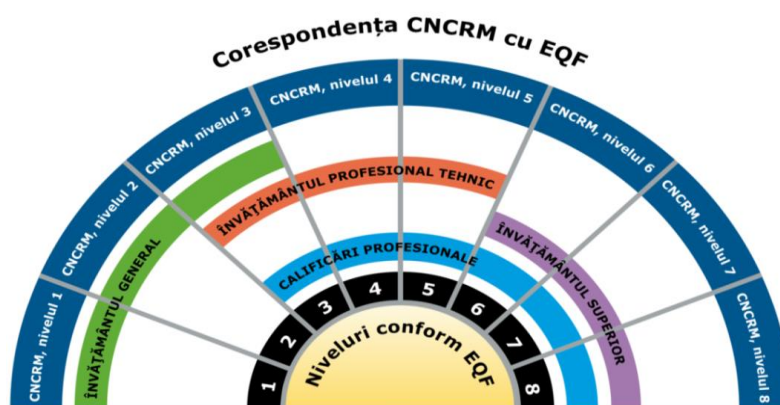 Corespondența CNCRM cu EQF
CNCRM, nivelul 1
CNCRM, nivelul 2
CNCRM, nivelul 3
CNCRM, nivelul 4
CNCRM, nivelul 5
CNCRM, nivelul 6
CNCRM, nivelul 7
CNCRM, nivelul 8
ÎNVĂȚĂMÂNTUL GENERAL
ÎNVĂȚĂMÂNTUL PROFESIONAL TEHNIC
ÎNVĂȚĂMÂNTUL SUPERIOR
CALIFICĂRI PROFESIONALE
1
2
3
4
5
6
7
8
Niveluri conform EQF